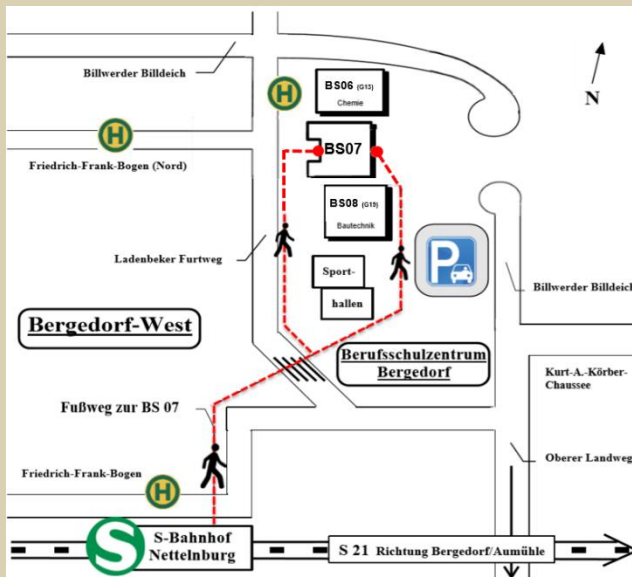 Billwerder Billdeich
BS06 (G13)
Chemie
N
H
H
Friedrich-Frank-Bogen (Nord)
BS07
BS08 (G19)
Bautechnik
Ladenbeker Furtweg
Sport-
hallen
P
Billwerder Billdeich
Bergedorf-West
Berufsschulzentrum
Bergedorf
Kurt-A.-Körber-
Chaussee
Fußweg zur BS 07
Oberer Landweg
Friedrich-Frank-Bogen
H
S
S-Bahnhof
Nettelnburg
S 21 Richtung Bergedorf/Aumühle